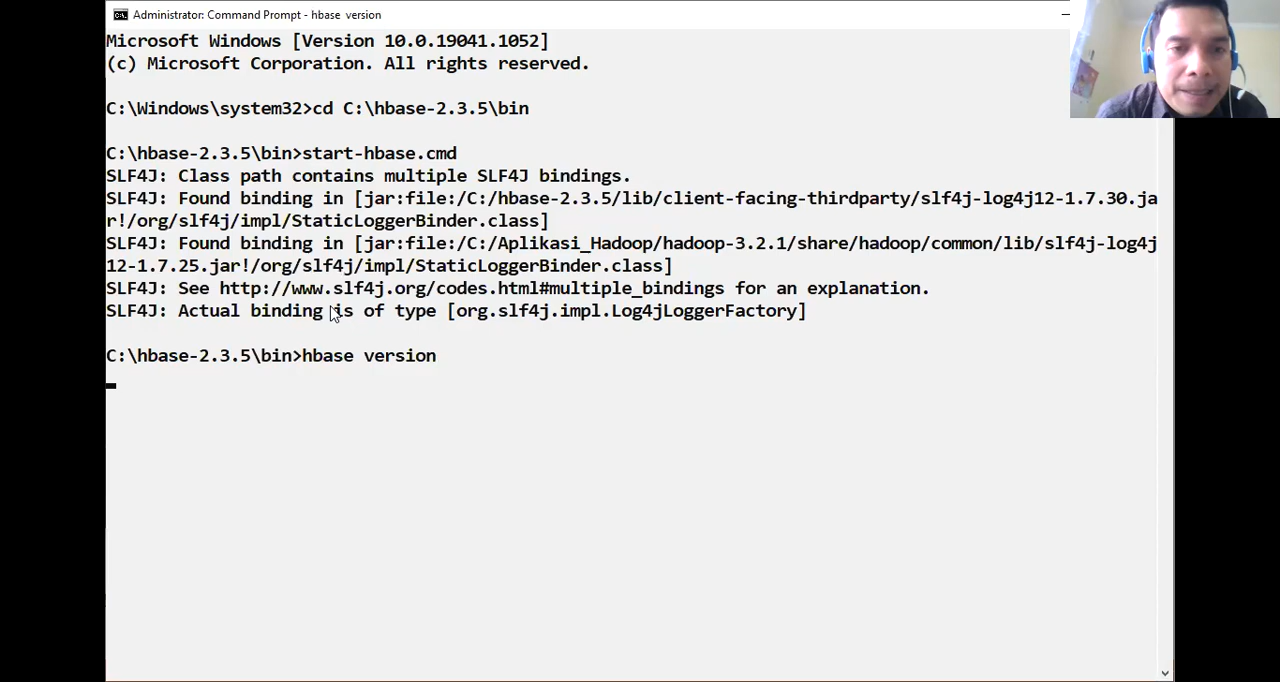 Administrator: Command Prompt - hbase  version
Microsoft Windows [Version 10.0.19041.1052]
(c) Microsoft Corporation. All rights reserved.
C:\Windows\system32>cd C:\hbase-2.3.5\bin
C:\hbase-2.3.5\bin>start-hbase.cmd
SLF4J: Class path contains multiple SLF4J bindings.
SLF4J: Found binding in [jar:file:/C:/hbase-2.3.5/lib/client-facing-thirdparty/slf4j-log4j12-1.7.30.ja
r!/org/slf4j/impl/StaticLoggerBinder.class]
SLF4J: Found binding in [jar:file:/C:/Aplikasi_Hadoop/hadoop-3.2.1/share/hadoop/common/lib/slf4j-log4j
12-1.7.25.jar!/org/slf4j/impl/StaticLoggerBinder.class]
SLF4J: See http://www.slf4j.org/codes.html#multiple_bindings for an explanation.
SLF4J: Actual binding is of type [org.slf4j.impl.Log4jLoggerFactory]
C:\hbase-2.3.5\bin>hbase version